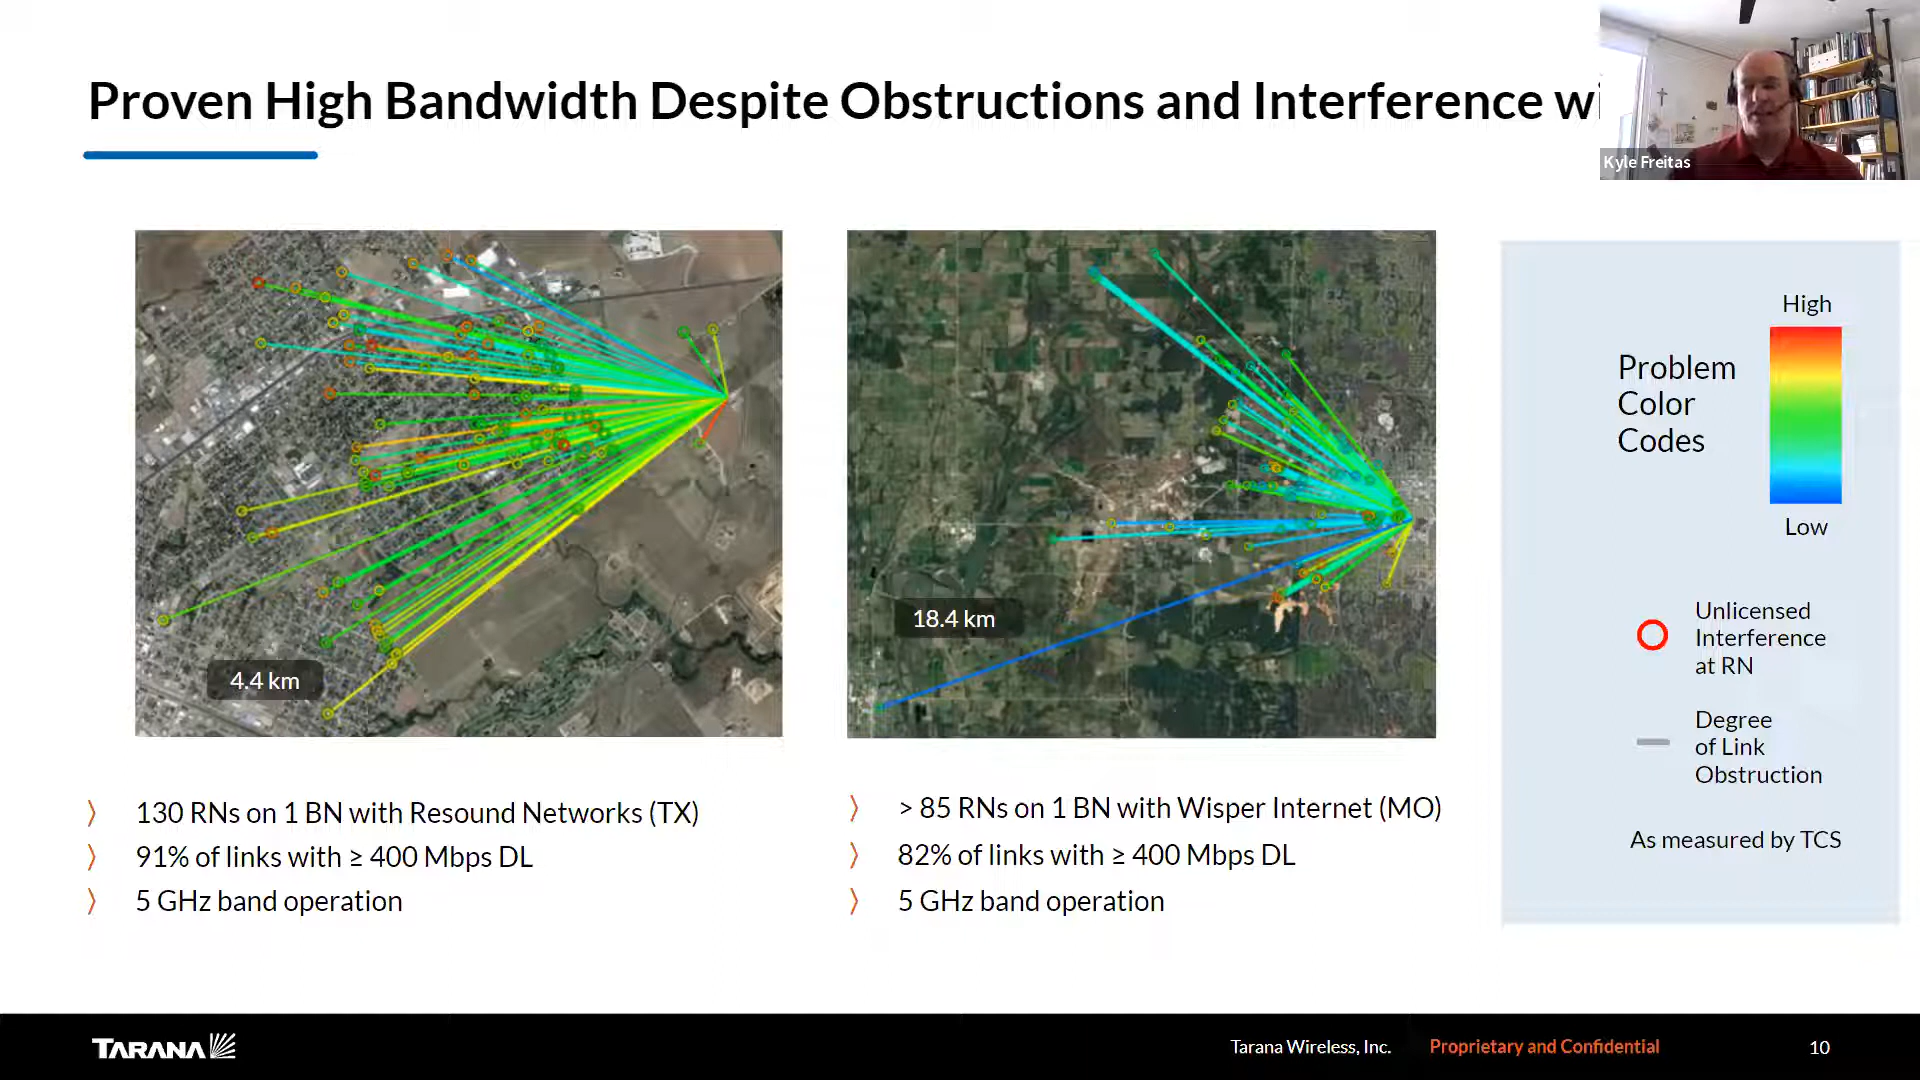 Proven High Bandwidth Despite Obstructions and Interference
Kyle Freitas
4.4 km
18.4 km
High
Problem
Color
Codes
Low
Unlicensed
Interference
at RN
Degree
of Link
Obstruction
As measured by TCS
〉 130 RNs on 1 BN with Resound Networks (TX)
〉 91% of links with ≥ 400 Mbps DL
〉 5 GHz band operation
〉 > 85 RNs on 1 BN with Wisper Internet (MO)
〉 82% of links with ≥ 400 Mbps DL
〉 5 GHz band operation
TARANA
Tarana Wireless, Inc. Proprietary and Confidential 10